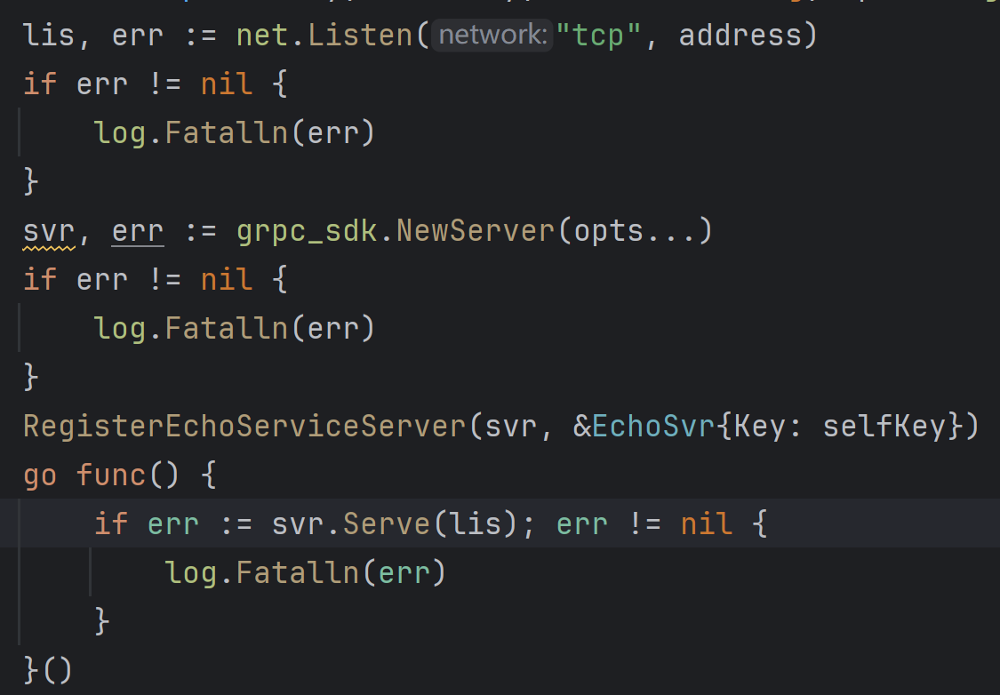 lis, err := net.Listen(network: "tcp", address)
if err != nil {
    log.Fatalln(err)
}
svr, err := grpc_sdk.NewServer(opts...)
if err != nil {
    log.Fatalln(err)
}
RegisterEchoServiceServer(svr, &EchoSvr{Key: selfKey})
go func() {
    if err := svr.Serve(lis); err != nil {
        log.Fatalln(err)
    }
}()